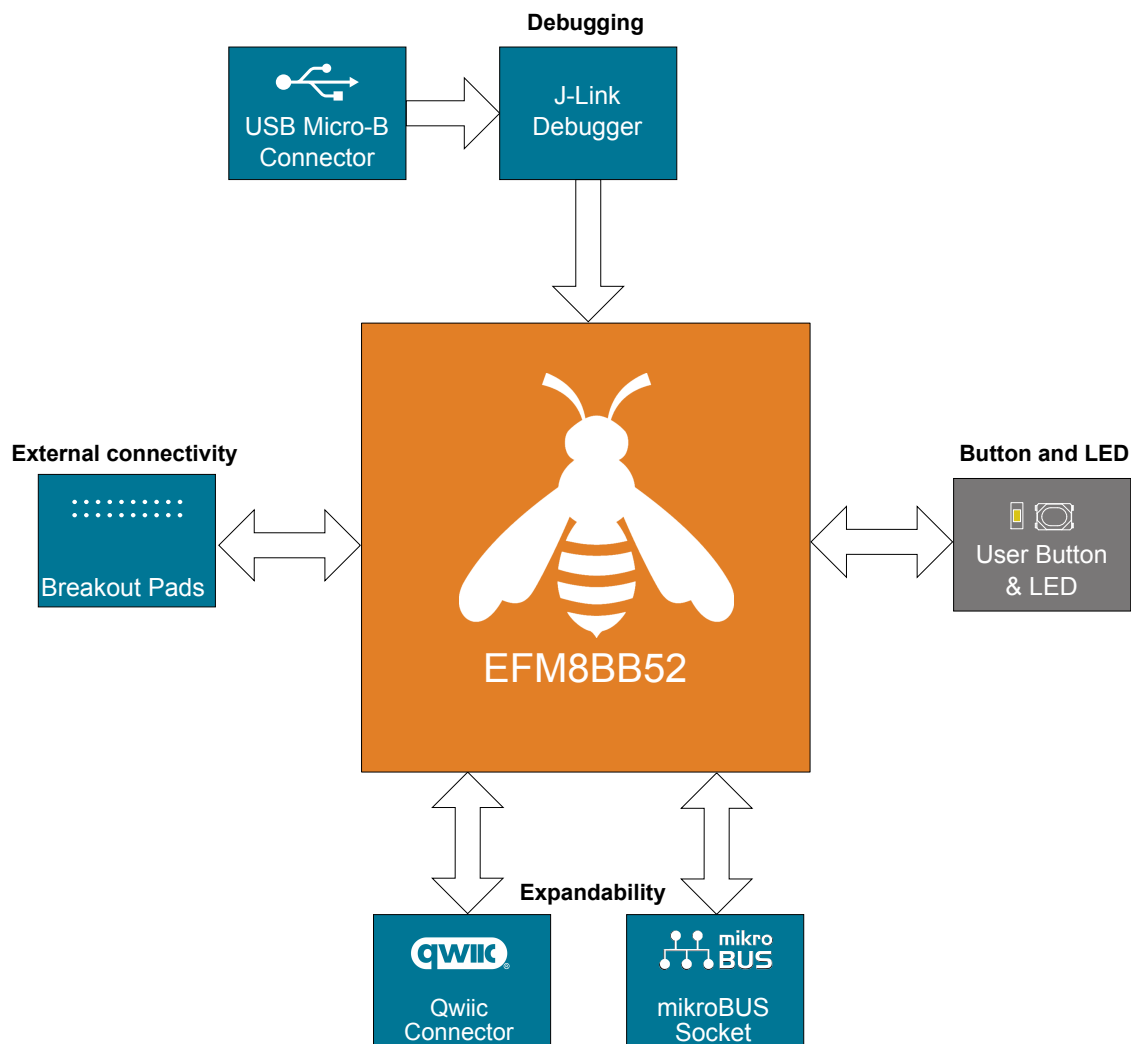 Debugging
USB Micro-B
Connector
J-Link
Debugger
External connectivity
Breakout Pads
EFM8BB52
Button and LED
User Button
& LED
Expandability
qwiic®
Qwiic
Connector
mikro
BUS
mikroBUS
Socket